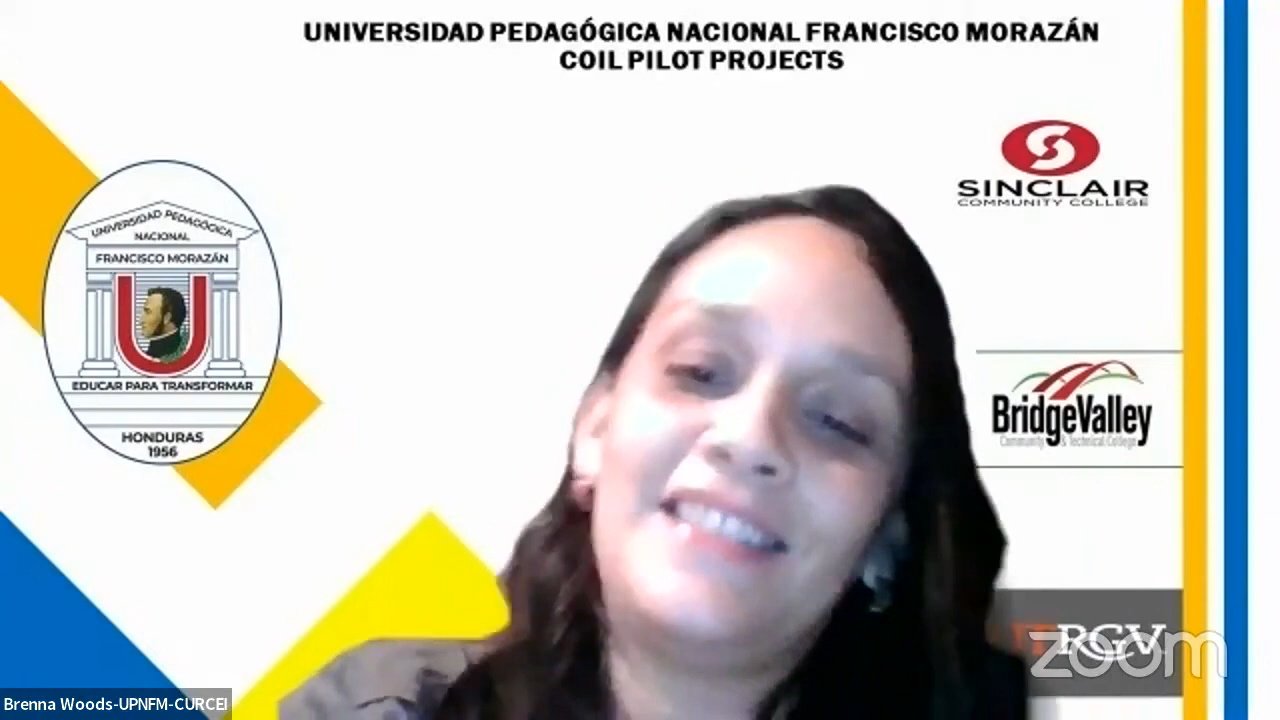 UNIVERSIDAD PEDAGÓGICA NACIONAL FRANCISCO MORAZÁN
COIL PILOT PROJECTS
SINCLAIR
COMMUNITY COLLEGE
UNIVERSIDAD PEDAGÓGICA
NACIONAL
FRANCISCO MORAZÁN
U
EDUCAR PARA TRANSFORMAR
HONDURAS
1956
BridgeValley
Community & Technical College
RGV
zoom
Brenna Woods-UPNFM-CURCEI